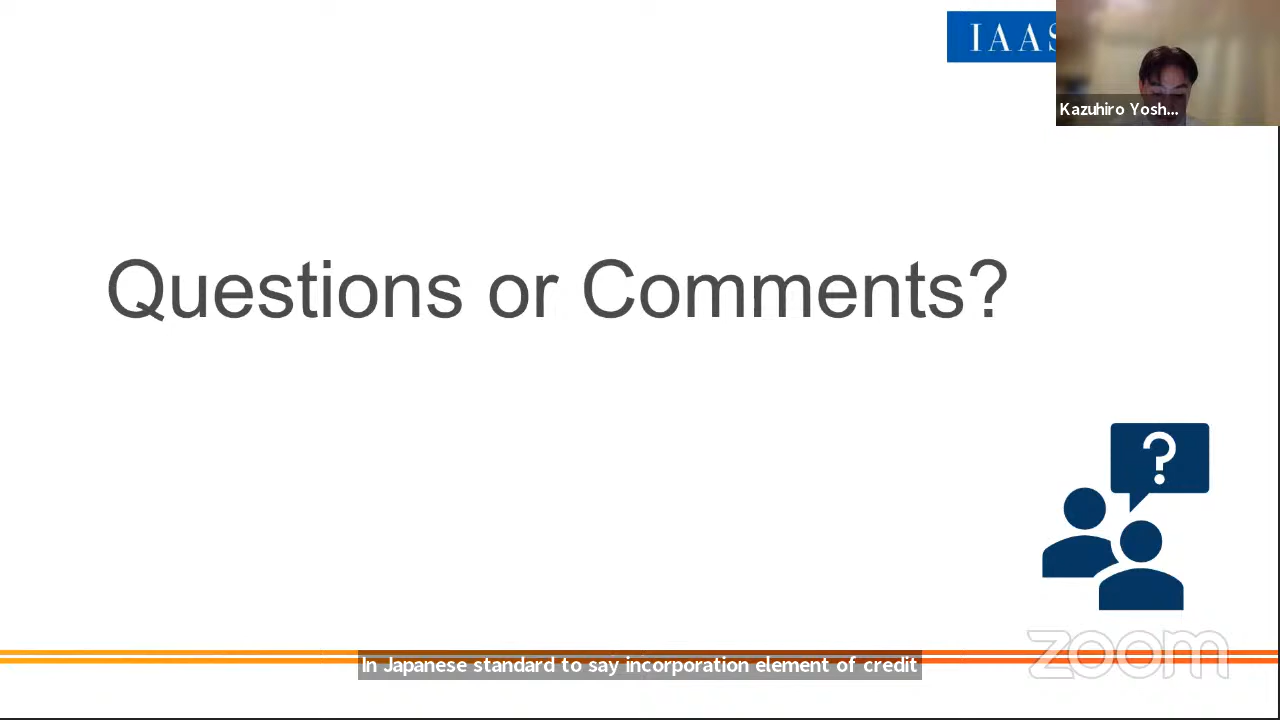 IAAS
Kazuhiro Yosh...
Questions or Comments?
?
In Japanese standard to say incorporation element of credit
zoom